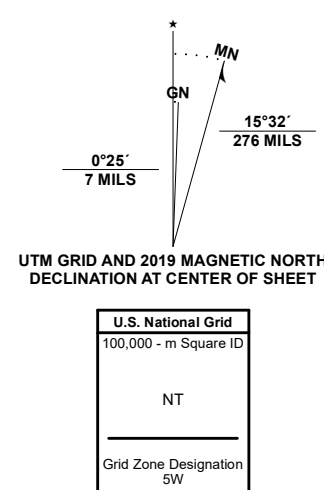 ★
MN
GN
15°32´
276 MILS
0°25´
7 MILS
UTM GRID AND 2019 MAGNETIC NORTH
DECLINATION AT CENTER OF SHEET
U.S. National Grid
100,000 - m Square ID
NT
Grid Zone Designation
5W